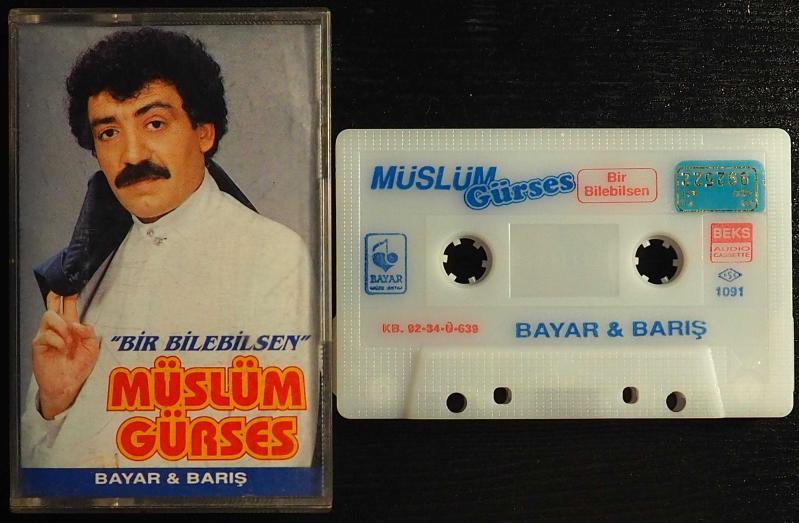 "BİR BİLEBİLSEN"
MÜSLÜM
GÜRSES
BAYAR & BARIŞ
MÜSLÜM
Gürses
Bir
Bilebilsen
992522
BAYAR
BEKS
AUDIO
CASSETTE
1091
KB. 92-34-Ü-639
BAYAR & BARIŞ